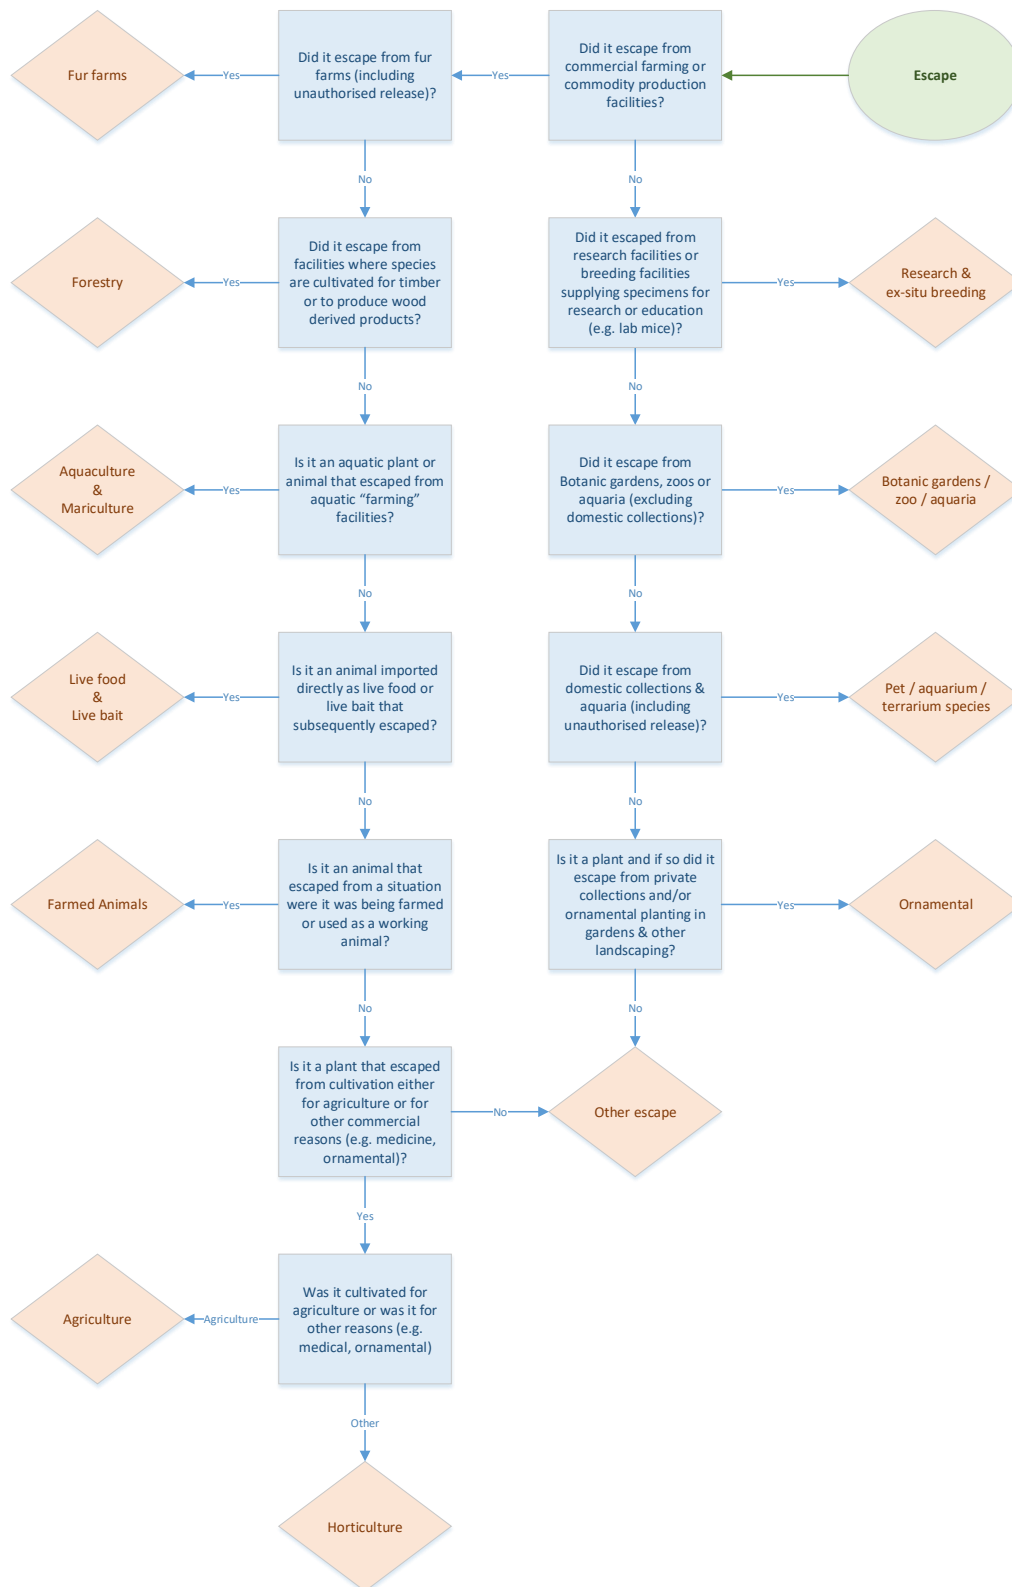 Fur farms
Yes
Did it escape from fur
farms (including
unauthorised release)?
Yes
Did it escape from
commercial farming or
commodity production
facilities?
Escape
No
No
Forestry
Yes
Did it escape from
facilities where species
are cultivated for timber
or to produce wood
derived products?
Did it escaped from
research facilities or
breeding facilities
supplying specimens for
research or education
(e.g. lab mice)?
Yes
Research &
ex-situ breeding
No
No
Aquaculture
&
Mariculture
Yes
Is it an aquatic plant or
animal that escaped from
aquatic “farming”
facilities?
Did it escape from
Botanic gardens, zoos or
aquaria (excluding
domestic collections)?
Yes
Botanic gardens /
zoo / aquaria
No
No
Live food
&
Live bait
Yes
Is it an animal imported
directly as live food or
live bait that
subsequently escaped?
Did it escape from
domestic collections &
aquaria (including
unauthorised release)?
Yes
Pet / aquarium /
terrarium species
No
No
Farmed Animals
Yes
Is it an animal that
escaped from a situation
were it was being farmed
or used as a working
animal?
Is it a plant and if so did it
escape from private
collections and/or
ornamental planting in
gardens & other
landscaping?
Yes
Ornamental
No
No
Is it a plant that escaped
from cultivation either
for agriculture or for
other commercial
reasons (e.g. medicine,
ornamental)?
No
Other escape
Yes
Agriculture
Agriculture
Was it cultivated for
agriculture or was it for
other reasons (e.g.
medical, ornamental)
Other
Horticulture